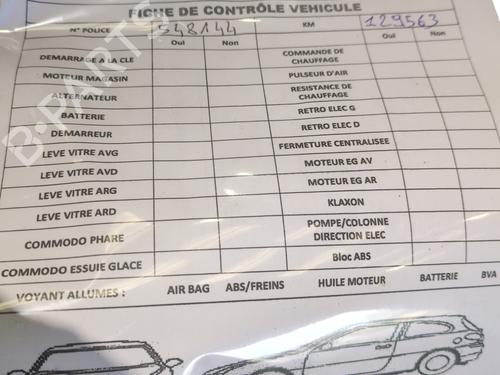 FICHE DE CONTRÔLE VEHICULE
N° POLICE 548144 KM 129563
Oui Non Oui Non
DEMARRAGE A LA CLE COMMANDE DE CHAUFFAGE
MOTEUR MAGASIN PULSEUR D'AIR
ALTERNATEUR RESISTANCE DE CHAUFFAGE
BATTERIE RETRO ELEC G
DEMARREUR RETRO ELEC D
LEVE VITRE AVG FERMETURE CENTRALISEE
LEVE VITRE AVD MOTEUR EG AV
LEVE VITRE ARG MOTEUR EG AR
LEVE VITRE ARD KLAXON
COMMODO PHARE POMPE/COLONNE DIRECTION ELEC
COMMODO ESSUIE GLACE Bloc ABS
VOYANT ALLUMES : AIR BAG ABS/FREINS HUILE MOTEUR BATTERIE BVA
B-PARTS